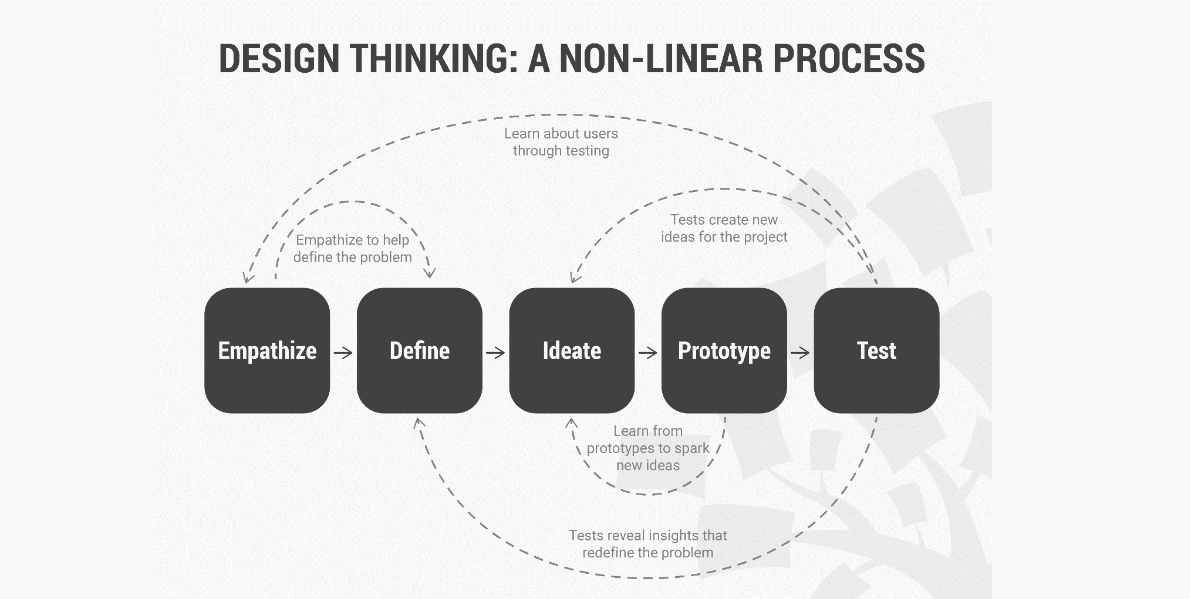 DESIGN THINKING: A NON-LINEAR PROCESS
Learn about users
through testing
Tests create new
ideas for the project
Empathize to help
define the problem
Empathize
Define
Ideate
Prototype
Test
Learn from
prototypes to spark
new ideas
Tests reveal insights that
redefine the problem